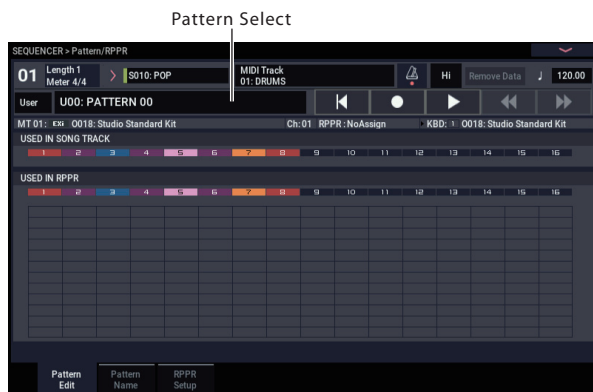 Pattern Select
SEQUENCER > Pattern/RPPR
01 Length 1 S010: POP MIDI Track Hi Remove Data ♩ 120.00
Meter 4/4 01: DRUMS
User U00: PATTERN 00
MT 01: EXi 0018: Studio Standard Kit Ch:01 RPPR :NoAssign KBD: 1 0018: Studio Standard Kit
USED IN SONG TRACK
1 2 3 4 5 6 7 8 9 10 11 12 13 14 15 16
USED IN RPPR
1 2 3 4 5 6 7 8 9 10 11 12 13 14 15 16
Pattern Pattern RPPR
Edit Name Setup